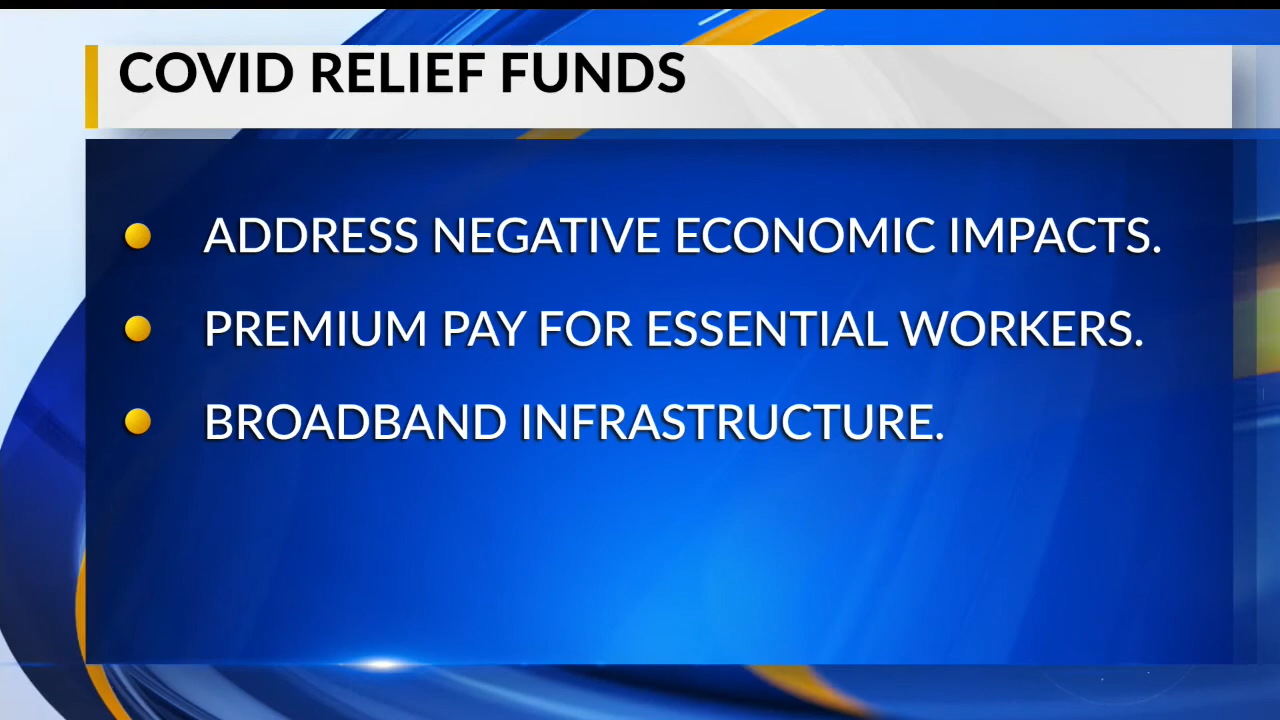 COVID RELIEF FUNDS
ADDRESS NEGATIVE ECONOMIC IMPACTS.
PREMIUM PAY FOR ESSENTIAL WORKERS.
BROADBAND INFRASTRUCTURE.